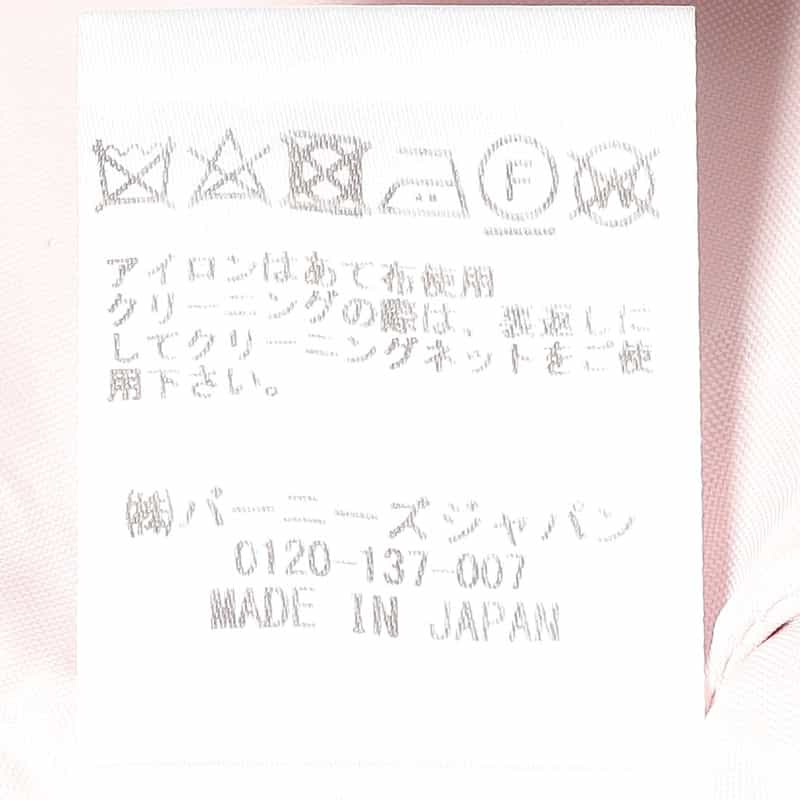 F
W
アイロンはあて布使用
クリーニングの際は、裏返しに
してクリーニングネットをご使
用下さい。
㈱バーニーズジャパン
0120-137-007
MADE IN JAPAN